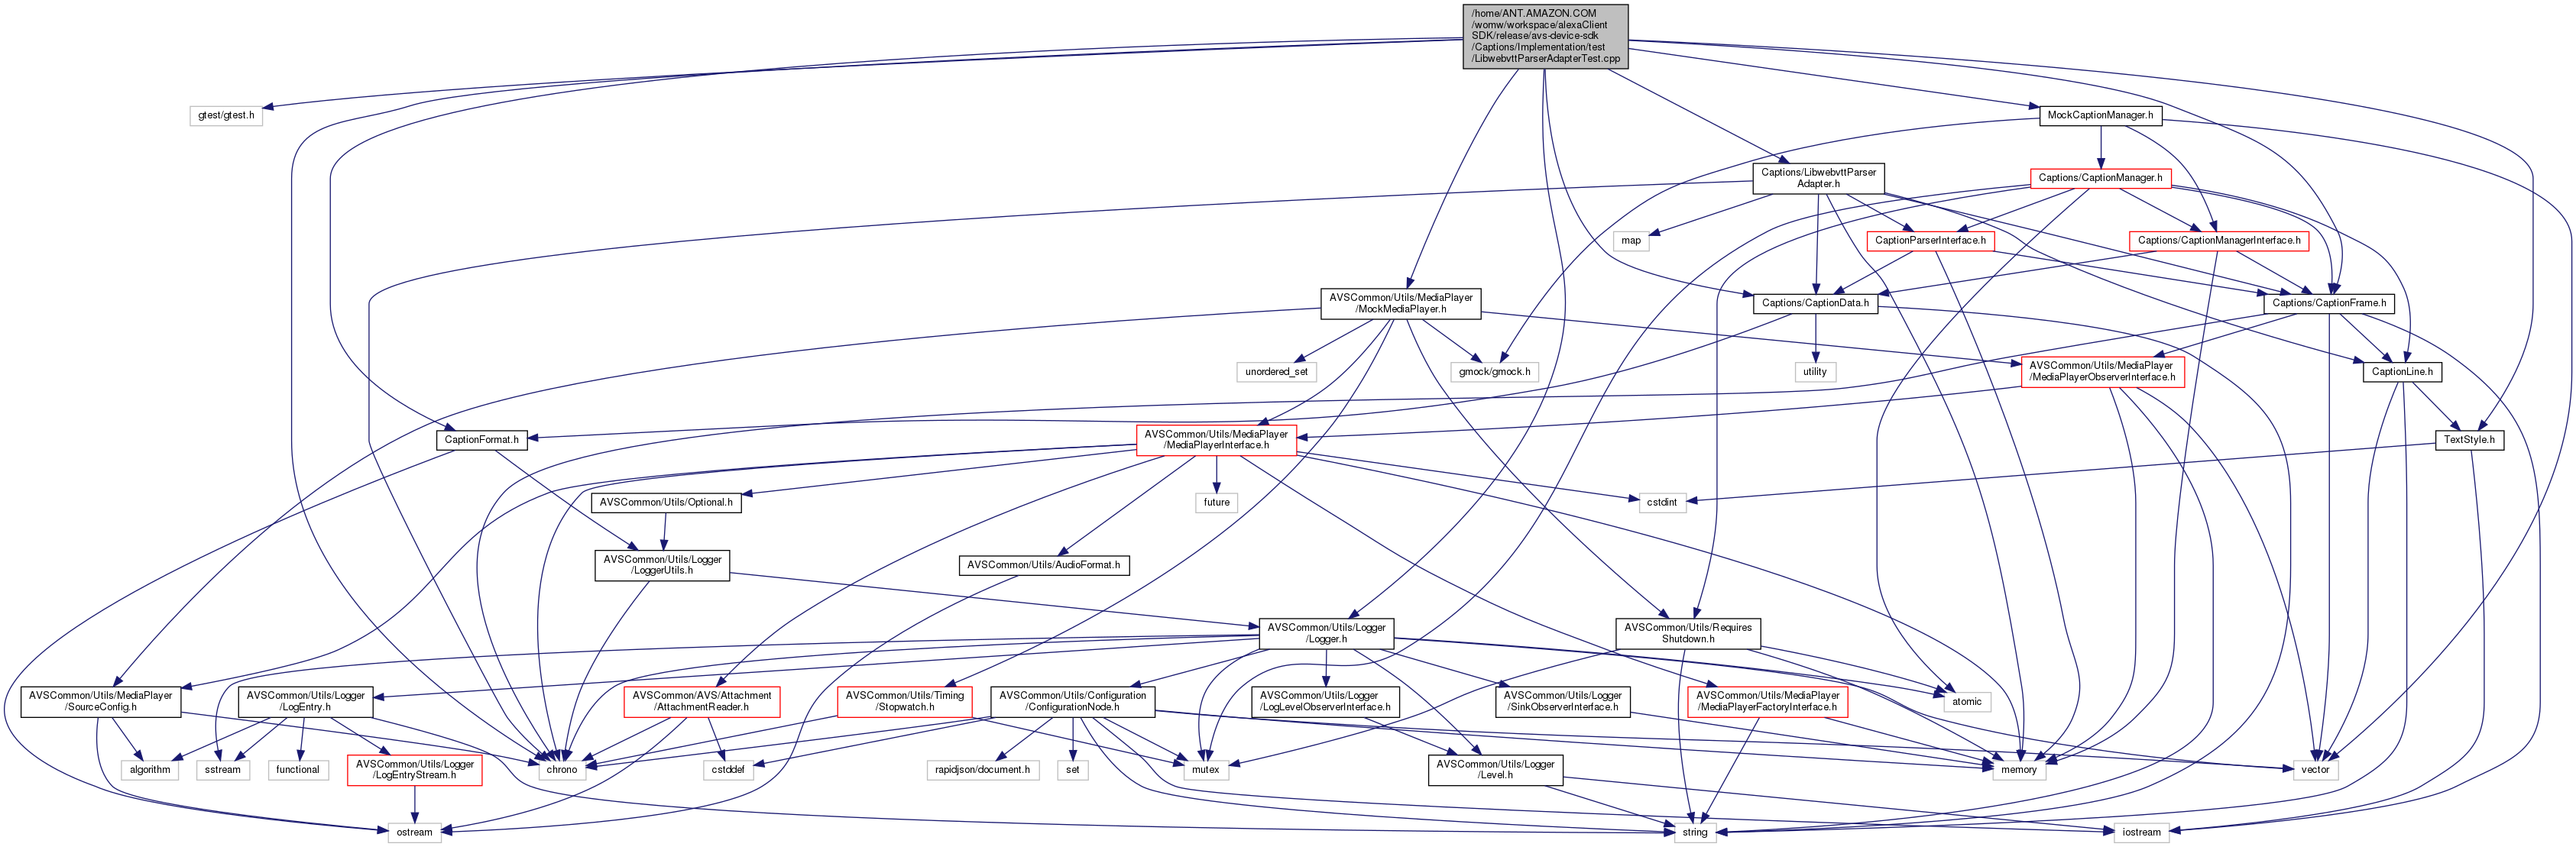 /home/ANT.AMAZON.COM
/womw/workspace/alexaClient
SDK/release/avs-device-sdk
/Captions/Implementation/test
/LibwebvttParserAdapterTest.cpp
gtest/gtest.h
MockCaptionManager.h
Captions/LibwebvttParser
Adapter.h
Captions/CaptionManager.h
map
CaptionParserInterface.h
Captions/CaptionManagerInterface.h
AVSCommon/Utils/MediaPlayer
/MockMediaPlayer.h
Captions/CaptionData.h
Captions/CaptionFrame.h
unordered_set
gmock/gmock.h
utility
AVSCommon/Utils/MediaPlayer
/MediaPlayerObserverInterface.h
CaptionLine.h
CaptionFormat.h
AVSCommon/Utils/MediaPlayer
/MediaPlayerInterface.h
TextStyle.h
AVSCommon/Utils/Optional.h
future
cstdint
AVSCommon/Utils/Logger
/LoggerUtils.h
AVSCommon/Utils/AudioFormat.h
AVSCommon/Utils/Logger
/Logger.h
AVSCommon/Utils/Requires
Shutdown.h
AVSCommon/Utils/MediaPlayer
/SourceConfig.h
AVSCommon/Utils/Logger
/LogEntry.h
AVSCommon/AVS/Attachment
/AttachmentReader.h
AVSCommon/Utils/Timing
/Stopwatch.h
AVSCommon/Utils/Configuration
/ConfigurationNode.h
AVSCommon/Utils/Logger
/LogLevelObserverInterface.h
AVSCommon/Utils/Logger
/SinkObserverInterface.h
AVSCommon/Utils/MediaPlayer
/MediaPlayerFactoryInterface.h
atomic
algorithm
sstream
functional
AVSCommon/Utils/Logger
/LogEntryStream.h
chrono
cstddef
rapidjson/document.h
set
mutex
AVSCommon/Utils/Logger
/Level.h
memory
vector
ostream
string
iostream